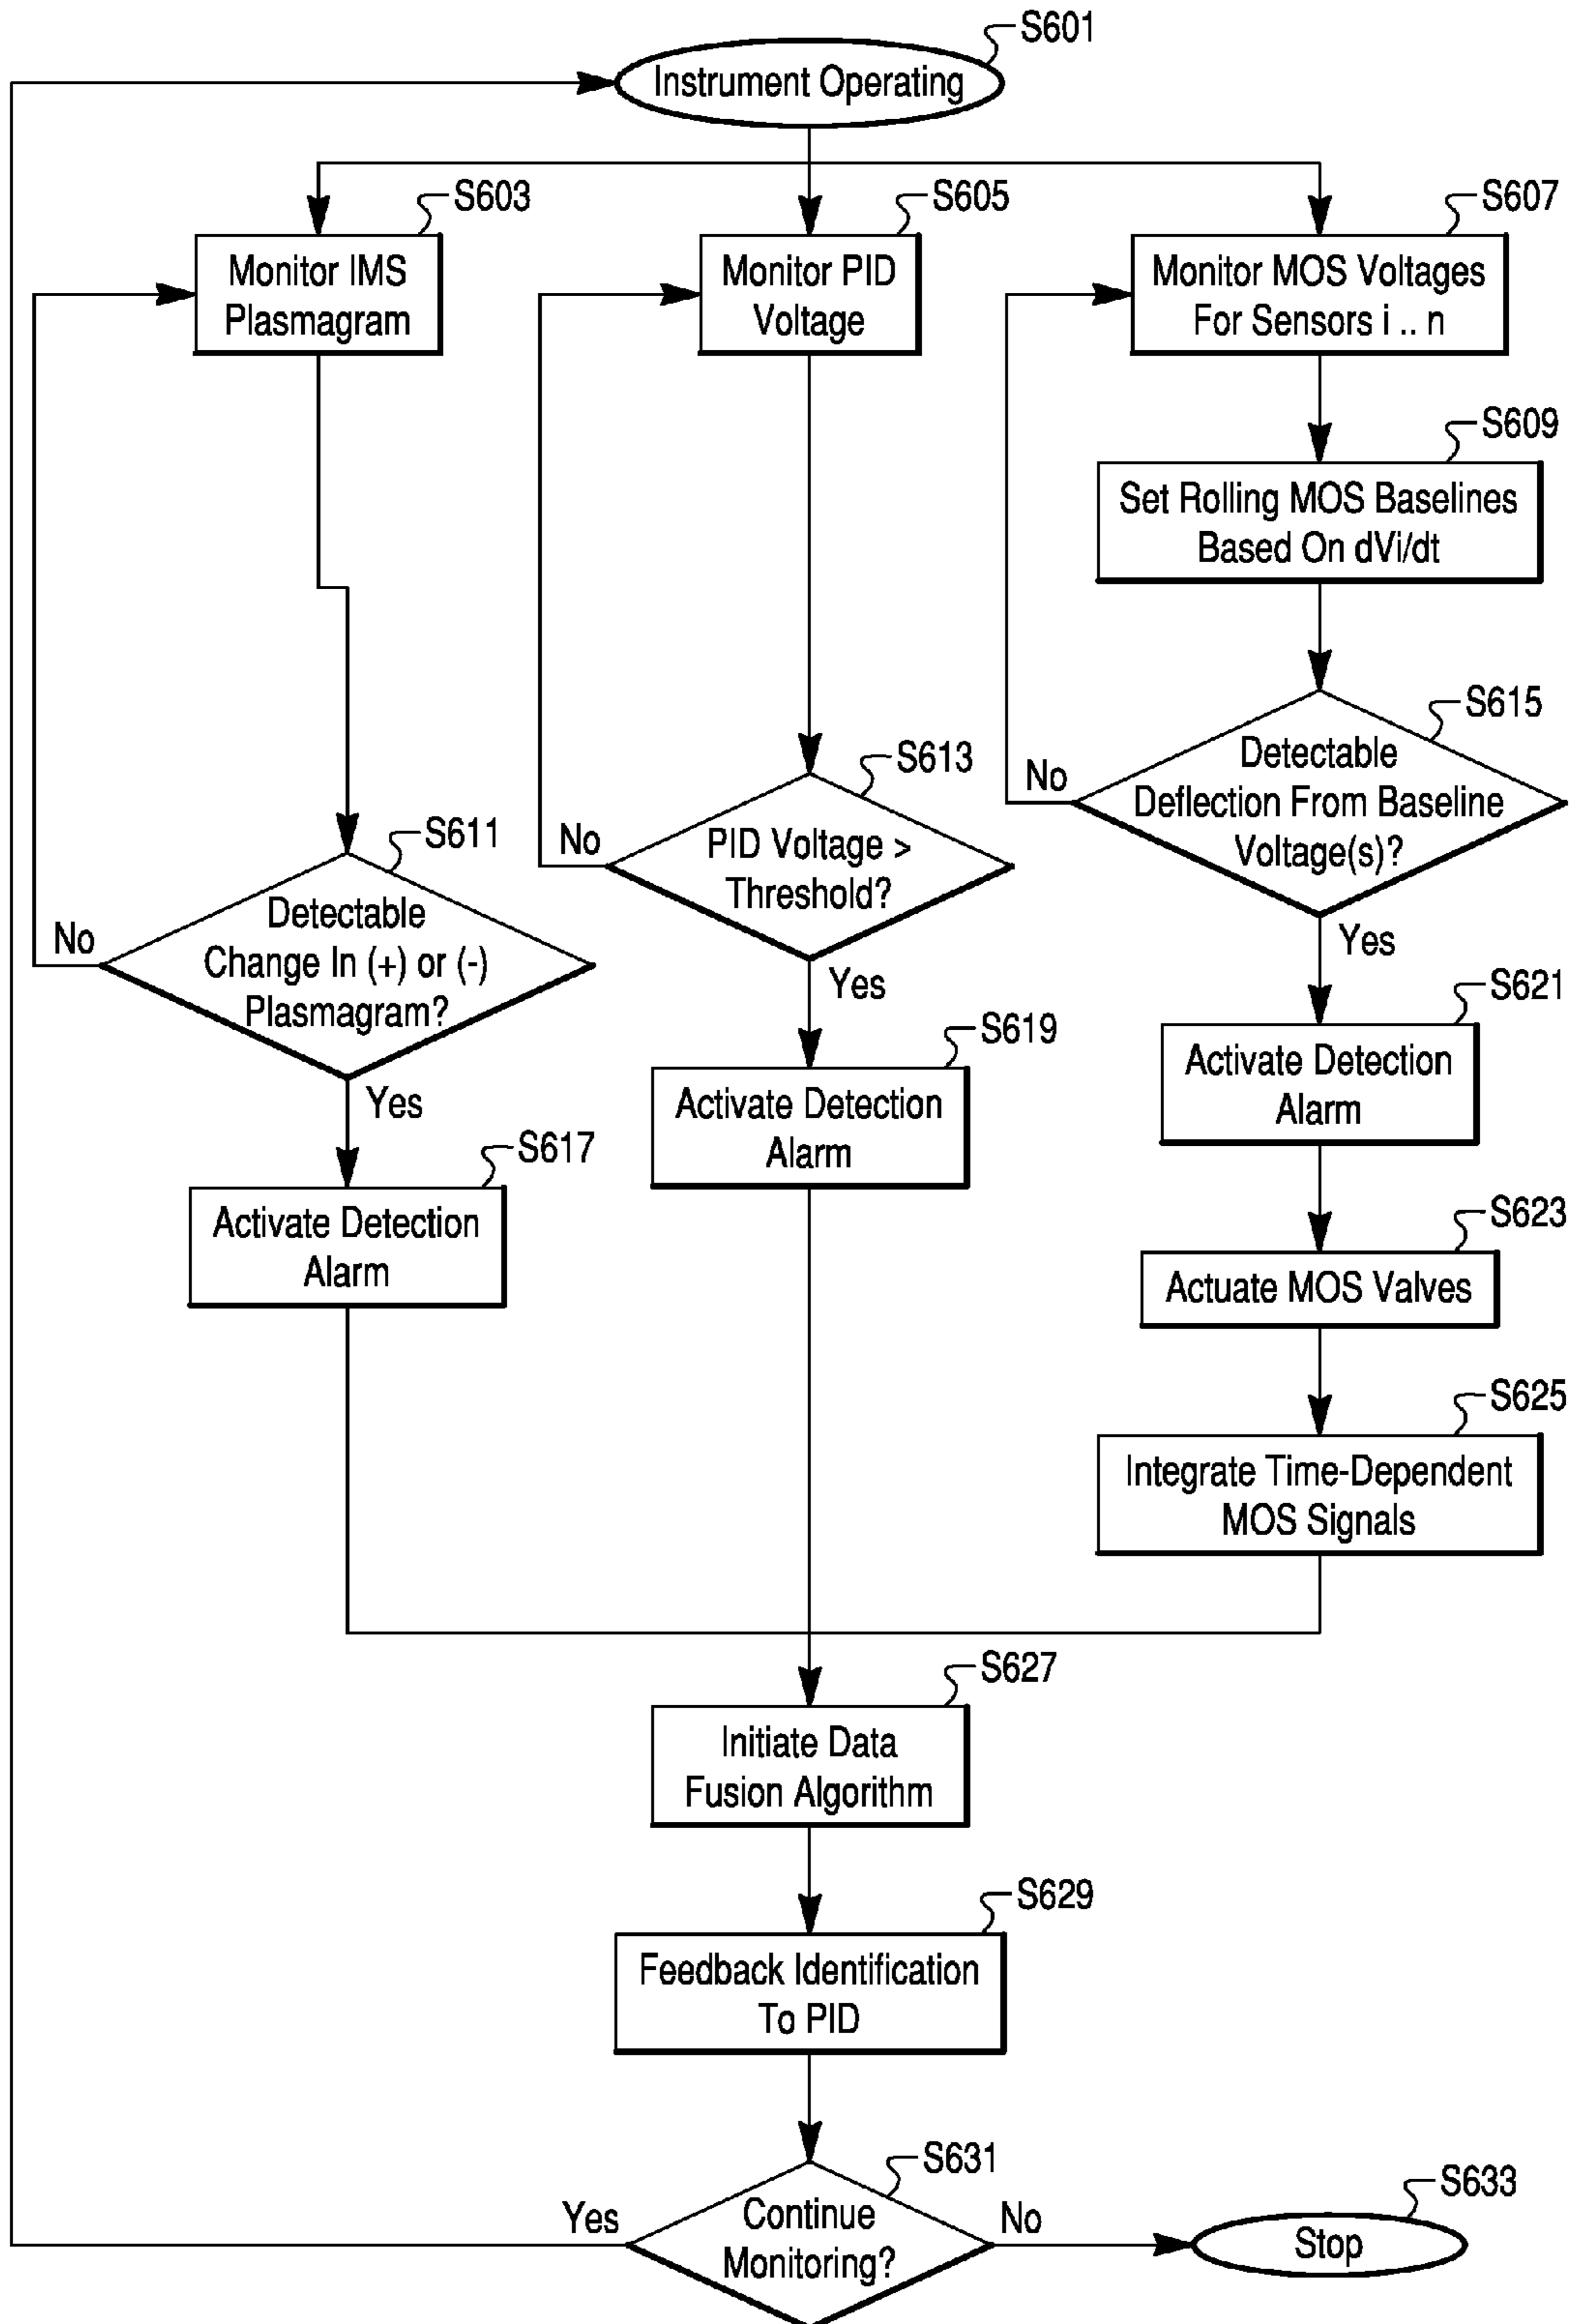 S601
Instrument Operating
S603
Monitor IMS
Plasmagram
S605
Monitor PID
Voltage
S607
Monitor MOS Voltages
For Sensors i .. n
S609
Set Rolling MOS Baselines
Based On dVi/dt
S615
Detectable
Deflection From Baseline
Voltage(s)?
No
Yes
S613
PID Voltage >
Threshold?
No
Yes
S611
Detectable
Change In (+) or (-)
Plasmagram?
No
Yes
S617
Activate Detection
Alarm
S619
Activate Detection
Alarm
S621
Activate Detection
Alarm
S623
Actuate MOS Valves
S625
Integrate Time-Dependent
MOS Signals
S627
Initiate Data
Fusion Algorithm
S629
Feedback Identification
To PID
S631
Continue
Monitoring?
Yes
No
S633
Stop